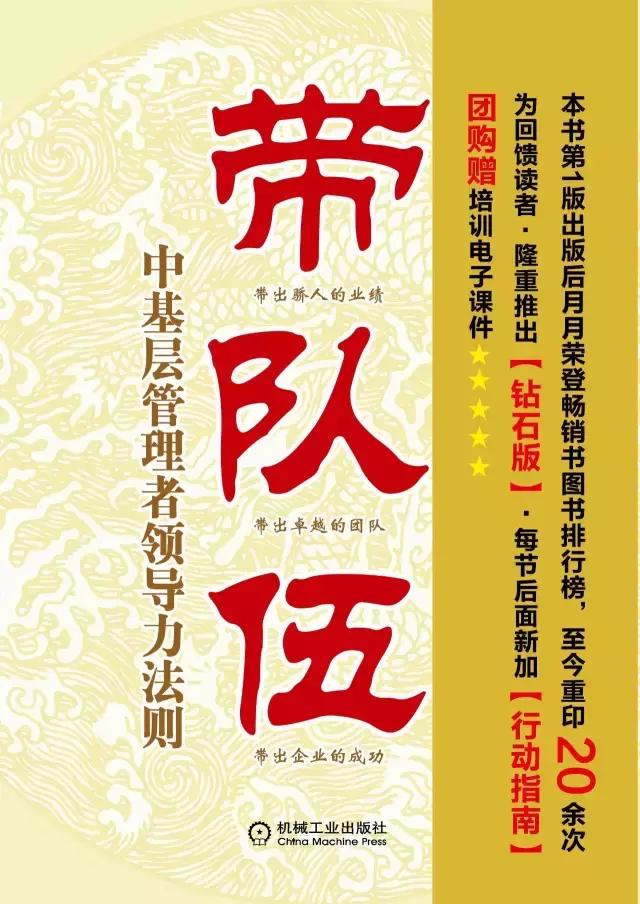 本书第1版出版后月月荣登畅销书图书排行榜，至今重印20余次
为回馈读者·隆重推出【钻石版】·每节后面新加【行动指南】
团购赠培训电子课件★★★★★
带
带出骄人的业绩
队
带出卓越的团队
伍
带出企业的成功
中基层管理者领导力法则
机械工业出版社
China Machine Press